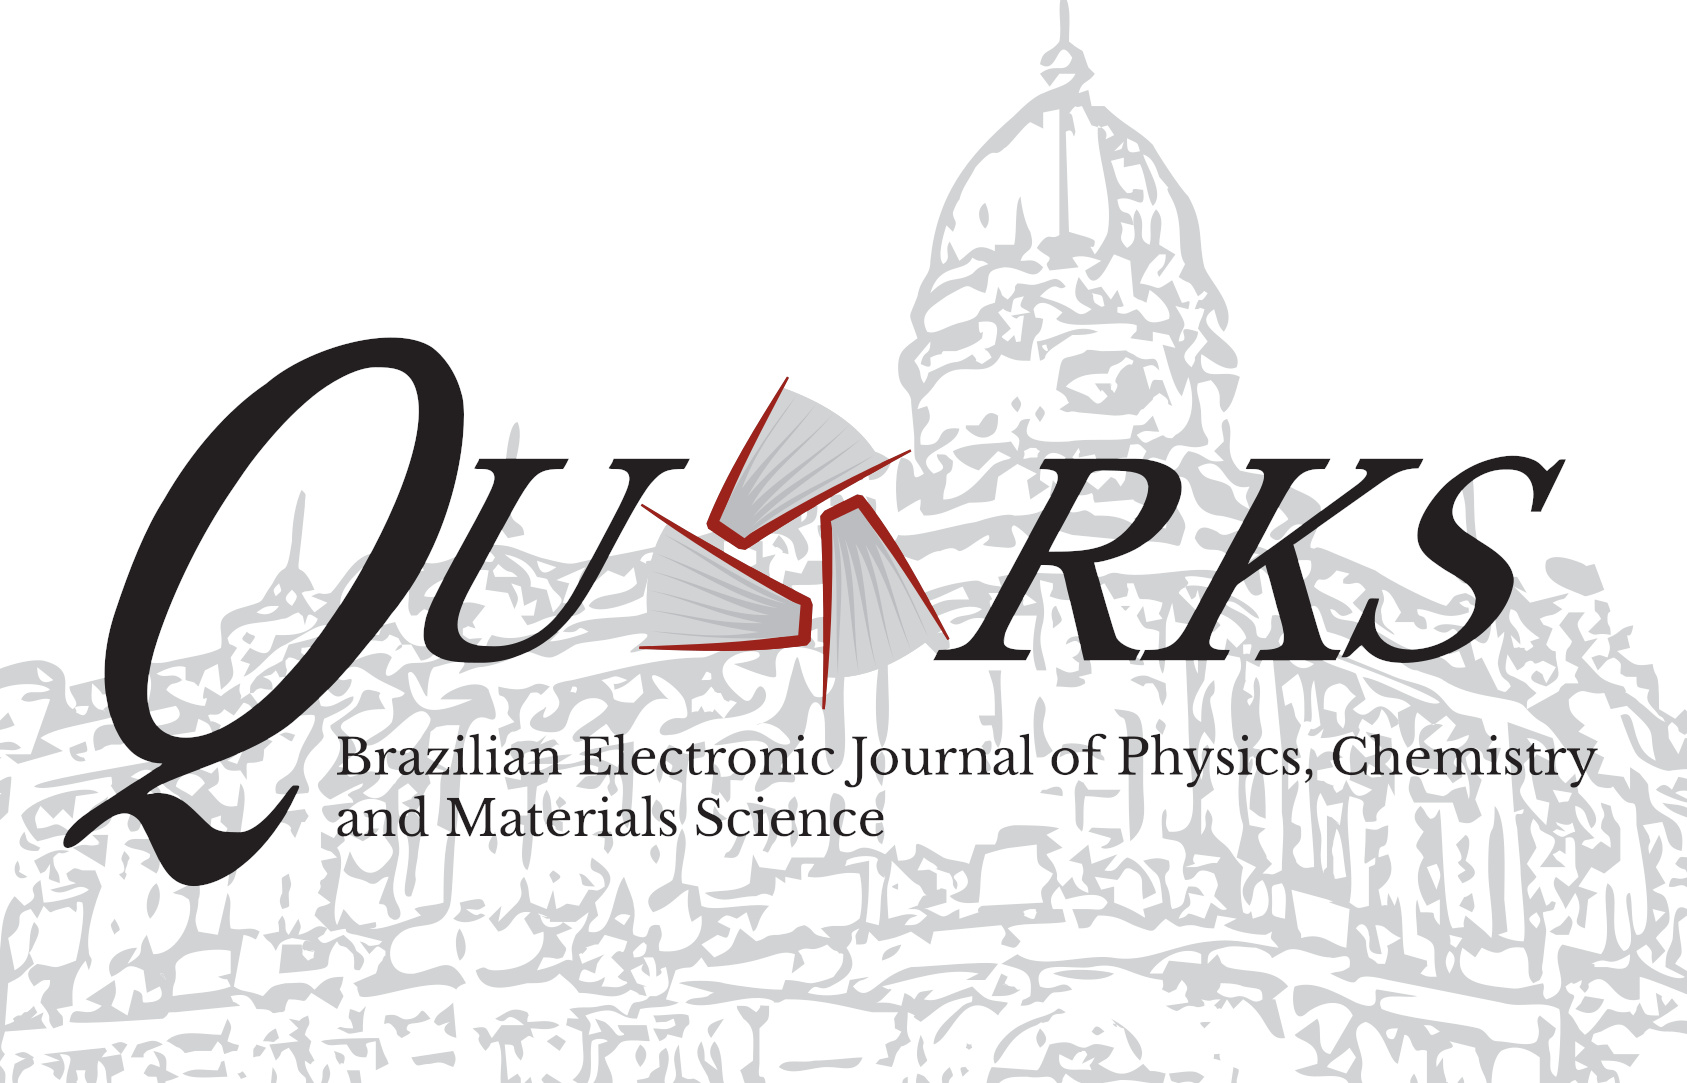 QUARKS
Brazilian Electronic Journal of Physics, Chemistry
and Materials Science